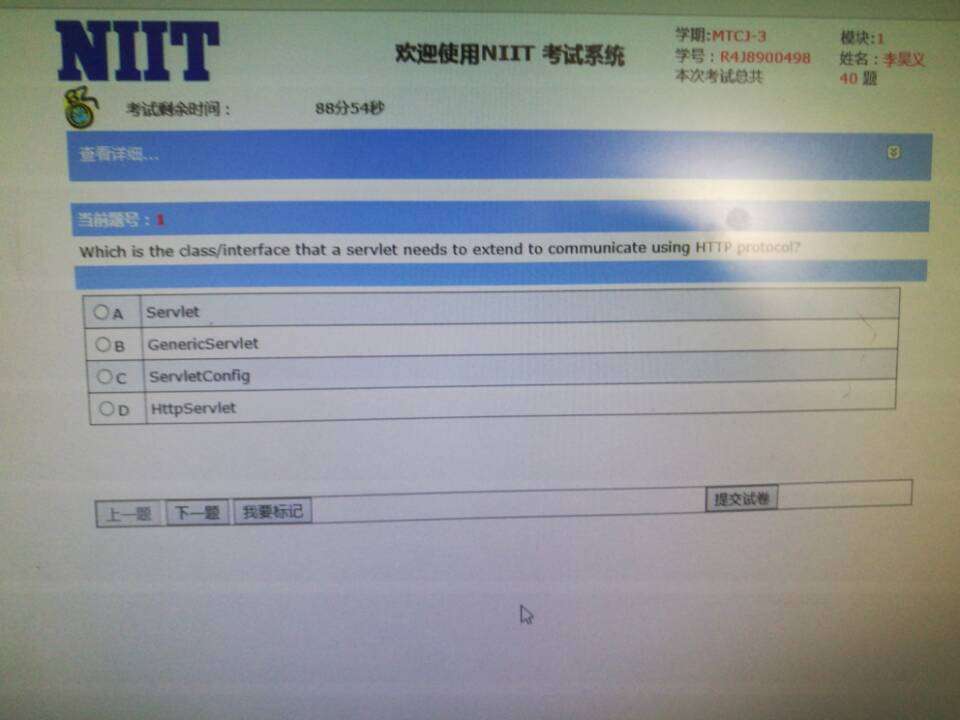 NIIT
欢迎使用NIIT 考试系统
学期:MTCJ-3 模块:1
学号：R4J8900498 姓名：李昊义
本次考试总共 40 题
考试剩余时间： 88分54秒
查看详细...
当前题号：1
Which is the class/interface that a servlet needs to extend to communicate using HTTP protocol?
A Servlet
B GenericServlet
C ServletConfig
D HttpServlet
上一题 下一题 我要标记 提交试卷